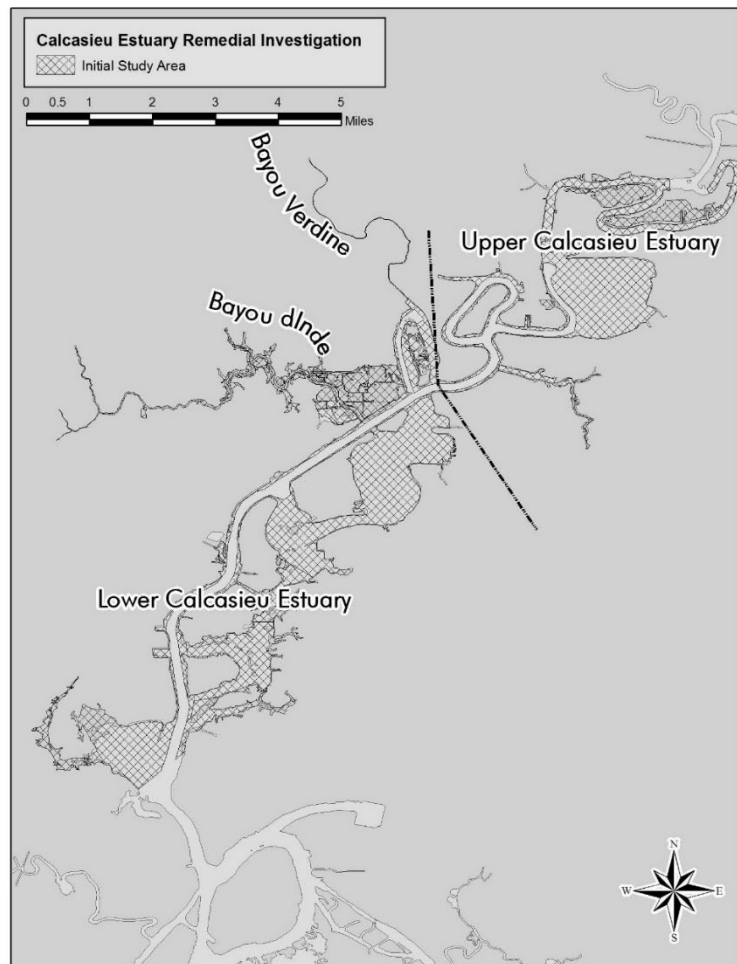 Calcasieu Estuary Remedial Investigation
Initial Study Area
0 0.5 1 2 3 4 5
Miles
Bayou Verdine
Upper Calcasieu Estuary
Bayou dInde
Lower Calcasieu Estuary
N
W E
S